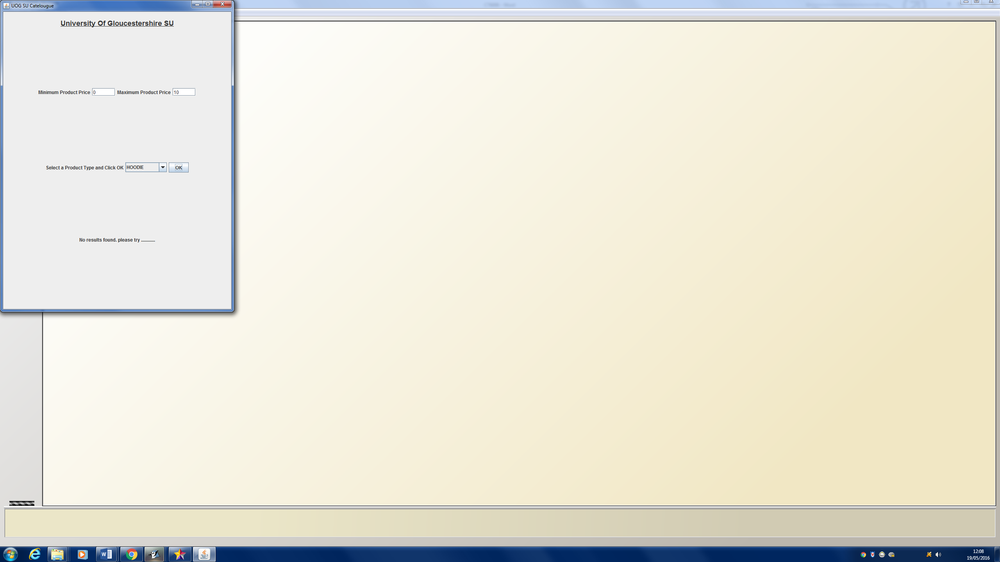 UOG SU Catelougue
University Of Gloucestershire SU
Minimum Product Price 0 Maximum Product Price 10
Select a Product Type and Click OK HOODIE OK
No results found. please try ............
12:08
19/05/2016